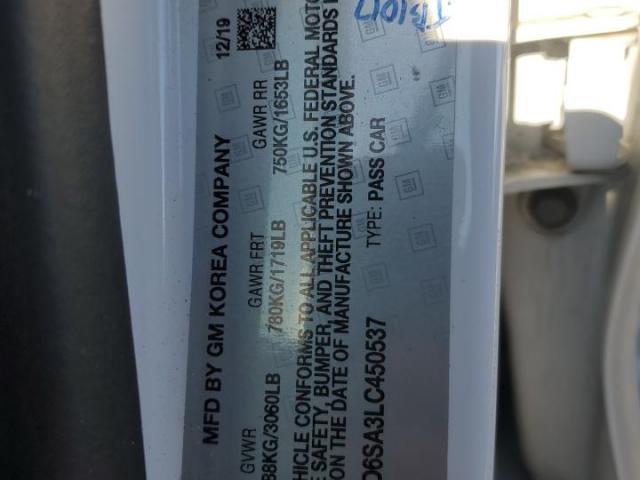 MFD BY GM KOREA COMPANY 12/19
GVWR GAWR FRT GAWR RR
88KG/3060LB 780KG/1719LB 750KG/1653LB
HICLE CONFORMS TO ALL APPLICABLE U.S. FEDERAL MOTO
E SAFETY, BUMPER, AND THEFT PREVENTION STANDARDS
ON THE DATE OF MANUFACTURE SHOWN ABOVE.
D6SA3LC450537 TYPE: PASS CAR
GM